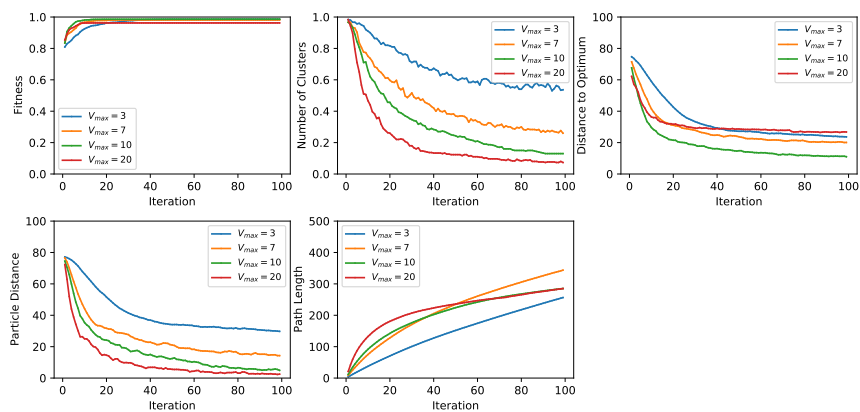 1.0
0.8
0.6
0.4
0.2
0.0
Fitness
0 20 40 60 80 100
Iteration
V_max = 3
V_max = 7
V_max = 10
V_max = 20
1.0
0.8
0.6
0.4
0.2
0.0
Number of Clusters
0 20 40 60 80 100
Iteration
V_max = 3
V_max = 7
V_max = 10
V_max = 20
100
80
60
40
20
0
Distance to Optimum
0 20 40 60 80 100
Iteration
V_max = 3
V_max = 7
V_max = 10
V_max = 20
100
80
60
40
20
0
Particle Distance
0 20 40 60 80 100
Iteration
V_max = 3
V_max = 7
V_max = 10
V_max = 20
500
400
300
200
100
0
Path Length
0 20 40 60 80 100
Iteration
V_max = 3
V_max = 7
V_max = 10
V_max = 20